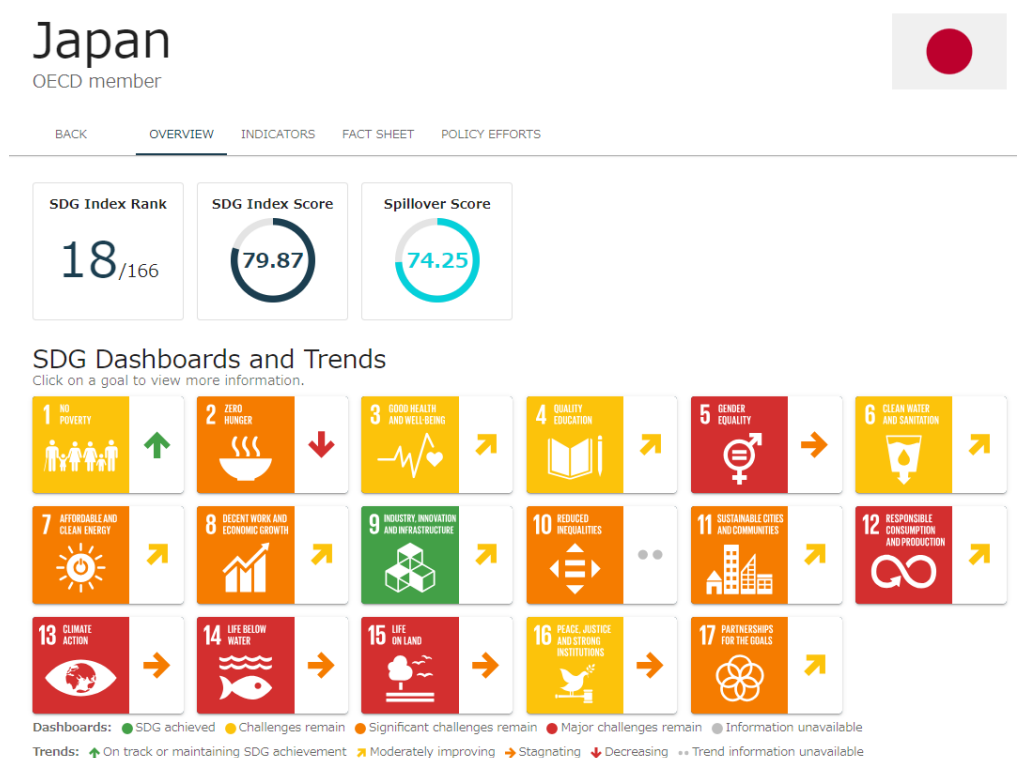 Japan
OECD member
BACK OVERVIEW INDICATORS FACT SHEET POLICY EFFORTS
SDG Index Rank SDG Index Score Spillover Score
18/166 79.87 74.25
SDG Dashboards and Trends
Click on a goal to view more information.
1 NO POVERTY
2 ZERO HUNGER
3 GOOD HEALTH AND WELL-BEING
4 QUALITY EDUCATION
5 GENDER EQUALITY
6 CLEAN WATER AND SANITATION
7 AFFORDABLE AND CLEAN ENERGY
8 DECENT WORK AND ECONOMIC GROWTH
9 INDUSTRY, INNOVATION AND INFRASTRUCTURE
10 REDUCED INEQUALITIES
11 SUSTAINABLE CITIES AND COMMUNITIES
12 RESPONSIBLE CONSUMPTION AND PRODUCTION
13 CLIMATE ACTION
14 LIFE BELOW WATER
15 LIFE ON LAND
16 PEACE, JUSTICE AND STRONG INSTITUTIONS
17 PARTNERSHIPS FOR THE GOALS
Dashboards: SDG achieved Challenges remain Significant challenges remain Major challenges remain Information unavailable
Trends: On track or maintaining SDG achievement Moderately improving Stagnating Decreasing Trend information unavailable